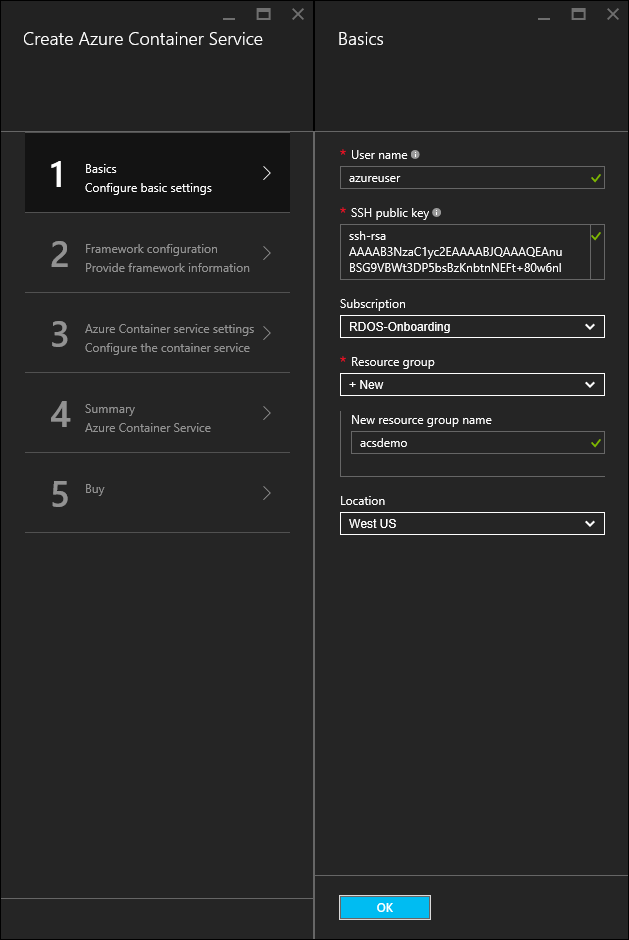 Create Azure Container Service
1
Basics
Configure basic settings
2
Framework configuration
Provide framework information
3
Azure Container service settings
Configure the container service
4
Summary
Azure Container Service
5
Buy
Basics
* User name
azureuser
* SSH public key
ssh-rsa
AAAAB3NzaC1yc2EAAAABJQAAAQEAnu
BSG9VBWt3DP5bsBzKnbtnNEFt+80w6nl
Subscription
RDOS-Onboarding
* Resource group
+ New
New resource group name
acsdemo
Location
West US
OK